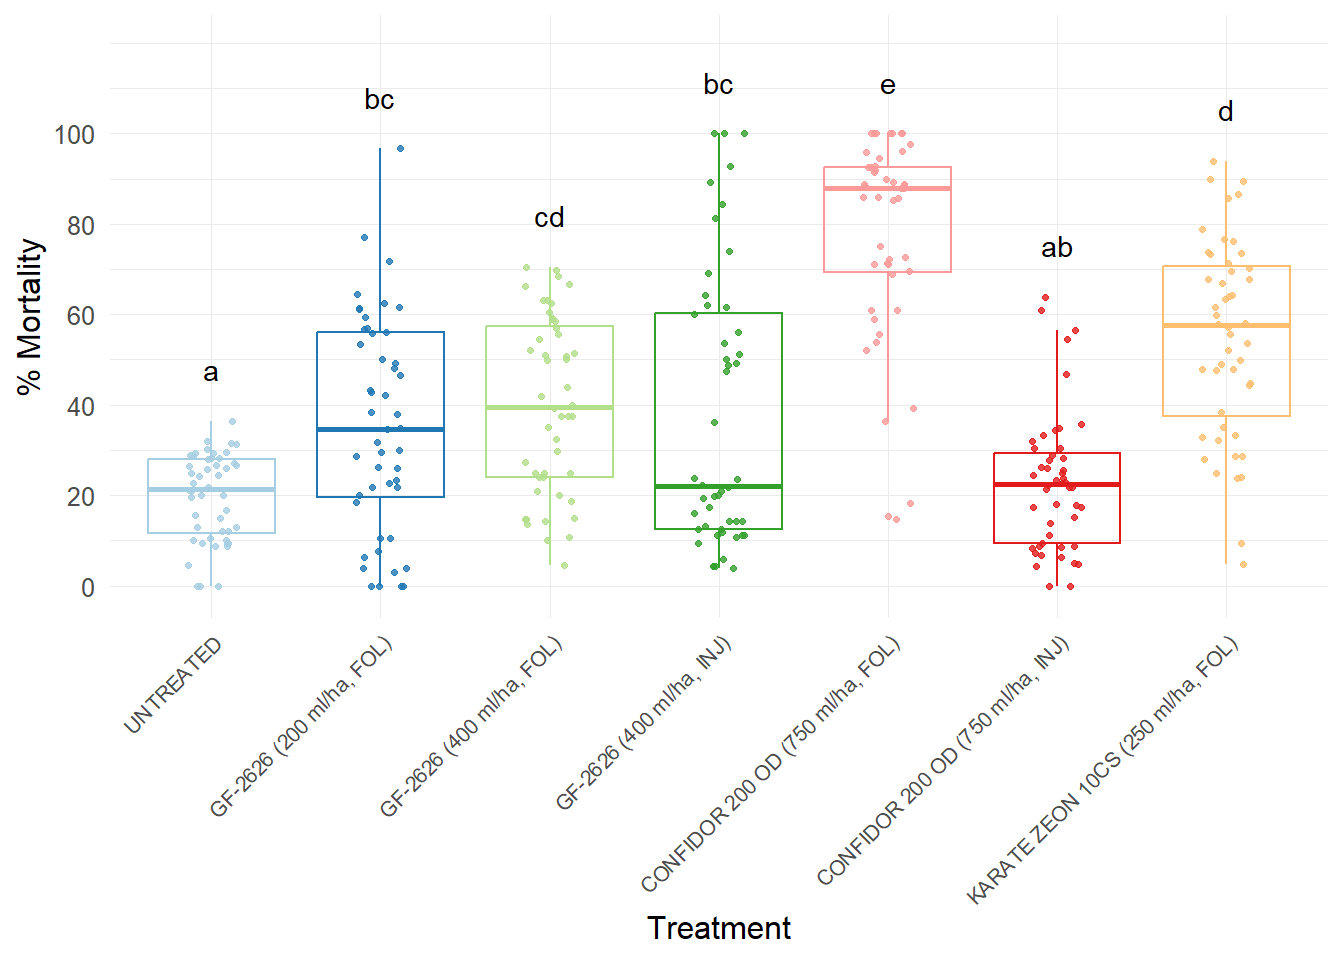 bc
bc
e
d
100
cd
80
ab
60
a
40
20
0
% Mortality
UNTREATED
GF-2626 (200 ml/ha, FOL)
GF-2626 (400 ml/ha, FOL)
GF-2626 (400 ml/ha, INJ)
CONFIDOR 200 OD (750 ml/ha, FOL)
CONFIDOR 200 OD (750 ml/ha, INJ)
KARATE ZEON 10CS (250 ml/ha, FOL)
Treatment